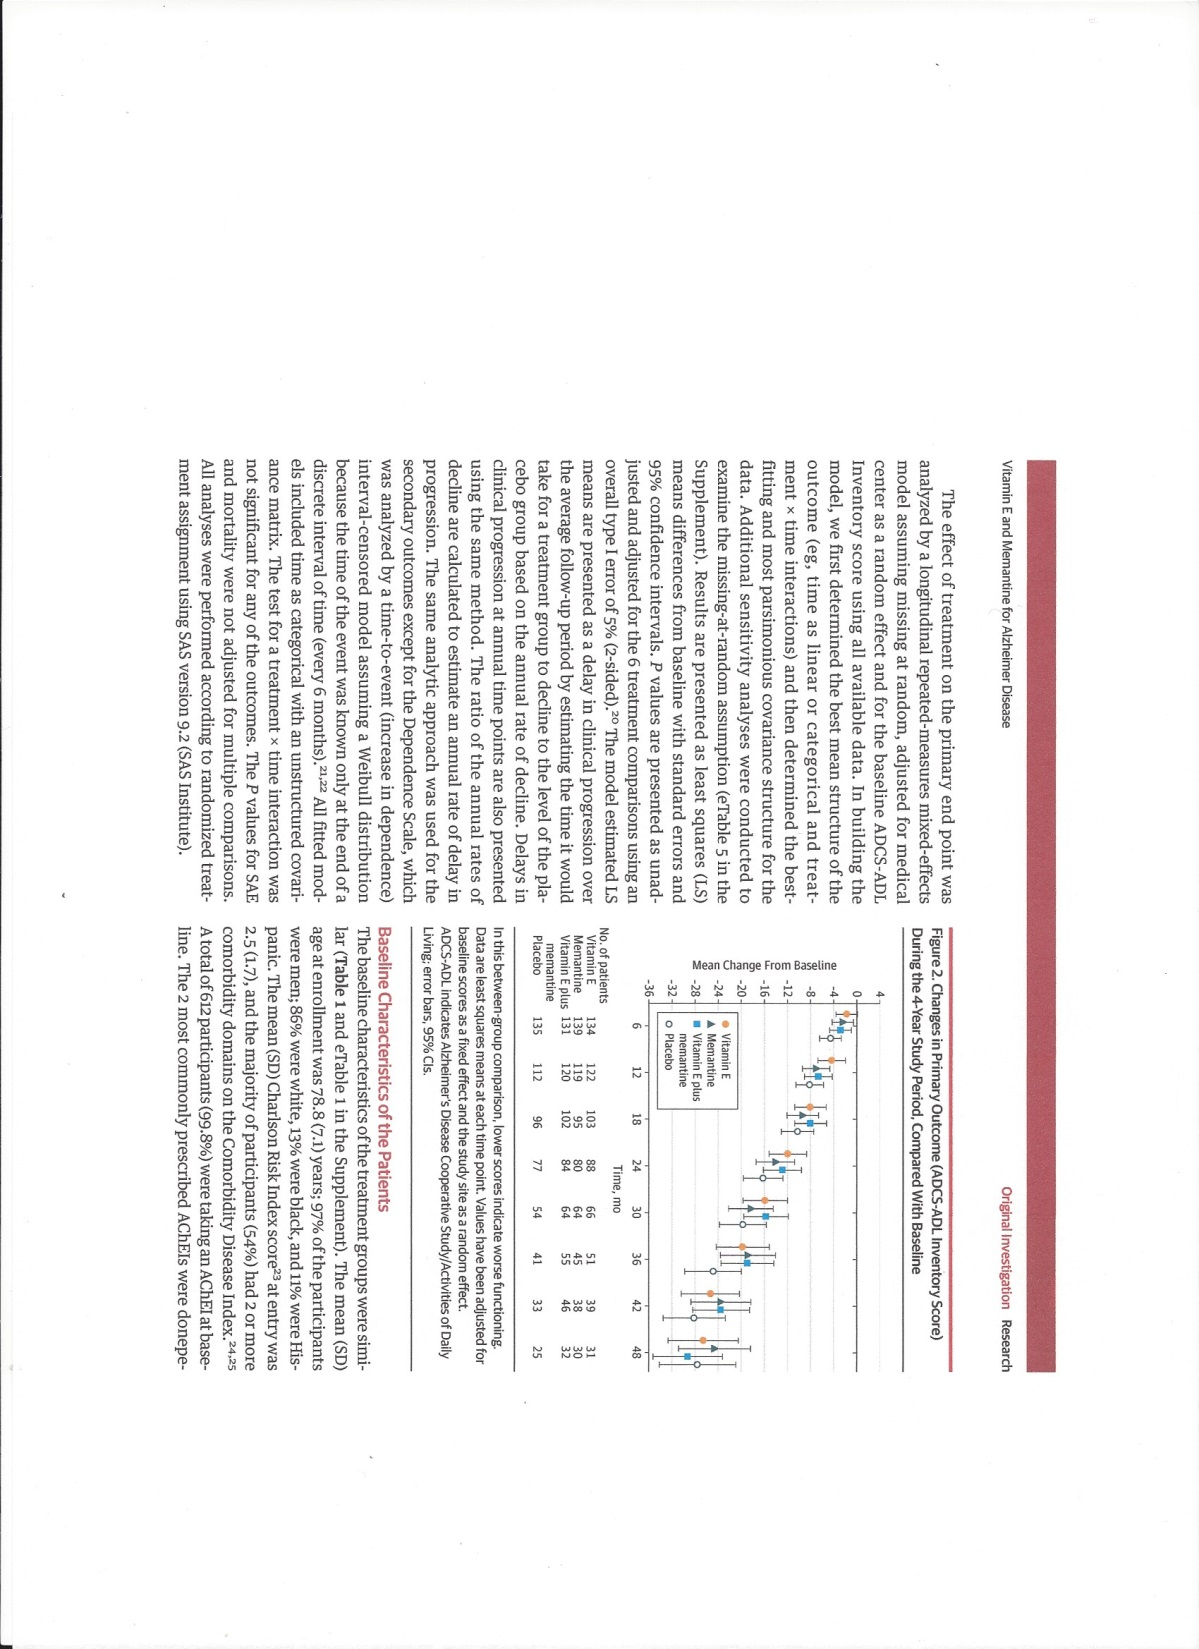 Vitamin E and Memantine for Alzheimer Disease
Original Investigation Research
The effect of treatment on the primary end point was
analyzed by a longitudinal repeated-measures mixed-effects
model assuming missing at random, adjusted for medical
center as a random effect and for the baseline ADCS-ADL
Inventory score using all available data. In building the
model, we first determined the best mean structure of the
outcome (eg, time as linear or categorical and treat-
ment × time interactions) and then determined the best-
fitting and most parsimonious covariance structure for the
data. Additional sensitivity analyses were conducted to
examine the missing-at-random assumption (eTable 5 in the
Supplement). Results are presented as least squares (LS)
means differences from baseline with standard errors and
95% confidence intervals. P values are presented as unad-
justed and adjusted for the 6 treatment comparisons using an
overall type I error of 5% (2-sided).20 The model estimated LS
means are presented as a delay in clinical progression over
the average follow-up period by estimating the time it would
take for a treatment group to decline to the level of the pla-
cebo group based on the annual rate of decline. Delays in
clinical progression at annual time points are also presented
using the same method. The ratio of the annual rates of
decline are calculated to estimate an annual rate of delay in
progression. The same analytic approach was used for the
secondary outcomes except for the Dependence Scale, which
was analyzed by a time-to-event (increase in dependence)
interval-censored model assuming a Weibull distribution
because the time of the event was known only at the end of a
discrete interval of time (every 6 months).21,22 All fitted mod-
els included time as categorical with an unstructured covari-
ance matrix. The test for a treatment × time interaction was
not significant for any of the outcomes. The P values for SAE
and mortality were not adjusted for multiple comparisons.
All analyses were performed according to randomized treat-
ment assignment using SAS version 9.2 (SAS Institute).
Figure 2. Changes in Primary Outcome (ADCS-ADL Inventory Score)
During the 4-Year Study Period, Compared With Baseline
Mean Change From Baseline
4
0
-4
-8
-12
-16
-20
-24
-28
-32
-36
Vitamin E
Memantine
Vitamin E plus
memantine
Placebo
6 12 18 24 30 36 42 48
Time, mo
No. of patients
Vitamin E 134 122 103 88 66 51 39 31
Memantine 139 119 95 80 64 45 38 30
Vitamin E plus 131 120 102 84 64 55 46 32
memantine
Placebo 135 112 96 77 54 41 33 25
In this between-group comparison, lower scores indicate worse functioning.
Data are least squares means at each time point. Values have been adjusted for
baseline scores as a fixed effect and the study site as a random effect.
ADCS-ADL indicates Alzheimer's Disease Cooperative Study/Activities of Daily
Living; error bars, 95% CIs.
Baseline Characteristics of the Patients
The baseline characteristics of the treatment groups were simi-
lar (Table 1 and eTable 1 in the Supplement). The mean (SD)
age at enrollment was 78.8 (7.1) years; 97% of the participants
were men; 86% were white, 13% were black, and 11% were His-
panic. The mean (SD) Charlson Risk Index score23 at entry was
2.5 (1.7), and the majority of participants (54%) had 2 or more
comorbidity domains on the Comorbidity Disease Index.24,25
A total of 612 participants (99.8%) were taking an AChEI at base-
line. The 2 most commonly prescribed AChEIs were donepe-